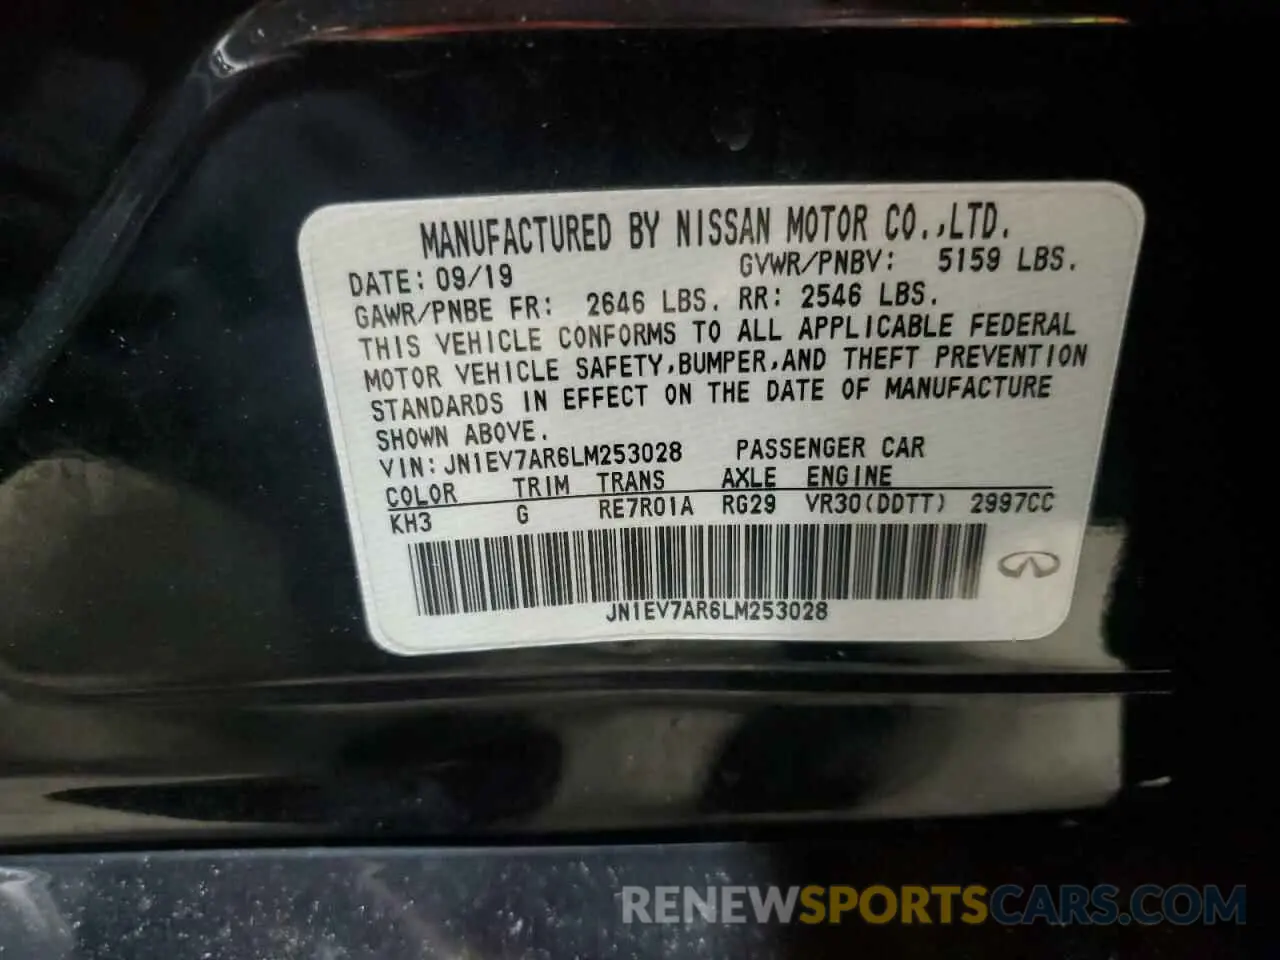 MANUFACTURED BY NISSAN MOTOR CO.,LTD.
DATE: 09/19 GVWR/PNBV: 5159 LBS.
GAWR/PNBE FR: 2646 LBS. RR: 2546 LBS.
THIS VEHICLE CONFORMS TO ALL APPLICABLE FEDERAL
MOTOR VEHICLE SAFETY,BUMPER,AND THEFT PREVENTION
STANDARDS IN EFFECT ON THE DATE OF MANUFACTURE
SHOWN ABOVE.
VIN: JN1EV7AR6LM253028 PASSENGER CAR
COLOR TRIM TRANS AXLE ENGINE
KH3 G RE7R01A RG29 VR30(DDTT) 2997CC
JN1EV7AR6LM253028
RENEWSPORTSCARS.COM